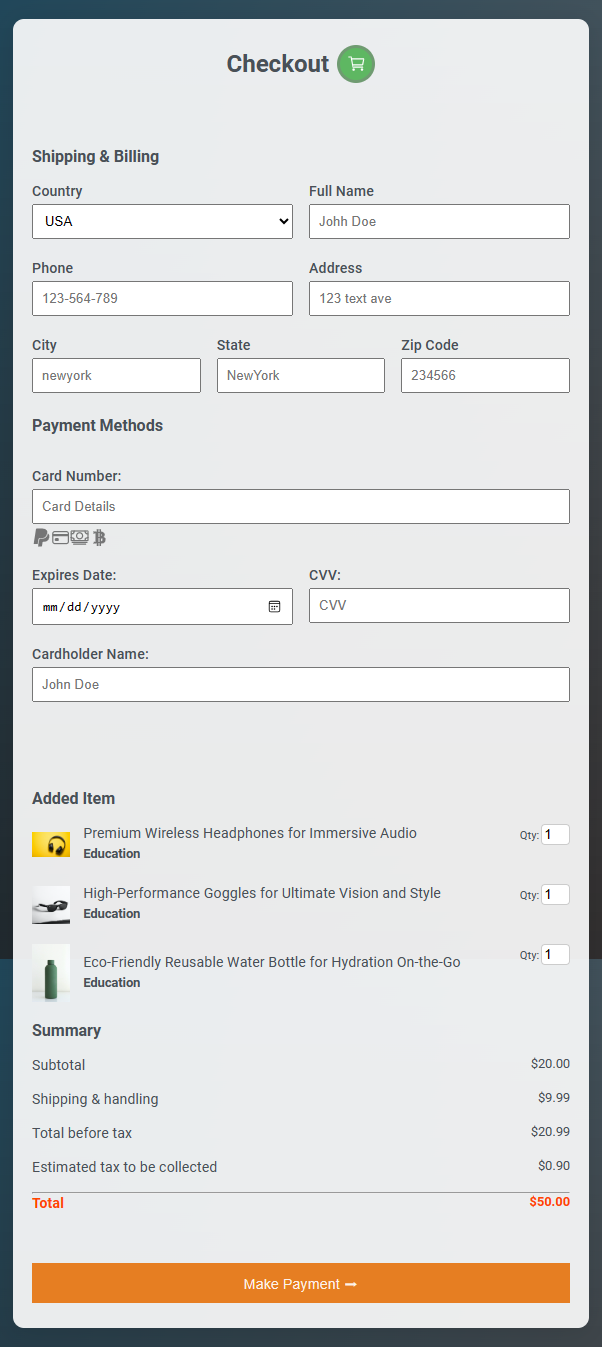 Checkout
Shipping & Billing
Country Full Name
USA Johh Doe
Phone Address
123-564-789 123 text ave
City State Zip Code
newyork NewYork 234566
Payment Methods
Card Number:
Card Details
Expires Date: CVV:
mm/dd/yyyy CVV
Cardholder Name:
John Doe
Added Item
Premium Wireless Headphones for Immersive Audio Qty: 1
Education
High-Performance Goggles for Ultimate Vision and Style Qty: 1
Education
Eco-Friendly Reusable Water Bottle for Hydration On-the-Go Qty: 1
Education
Summary
Subtotal $20.00
Shipping & handling $9.99
Total before tax $20.99
Estimated tax to be collected $0.90
Total $50.00
Make Payment ➞